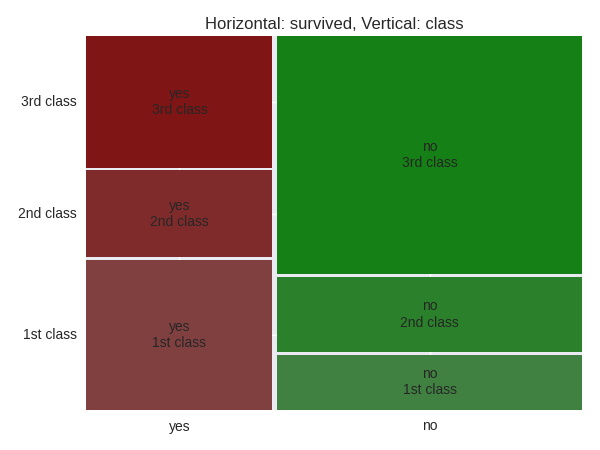 Horizontal: survived, Vertical: class
3rd class
yes
3rd class
no
3rd class
2nd class
yes
2nd class
no
2nd class
1st class
yes
1st class
no
1st class
yes
no